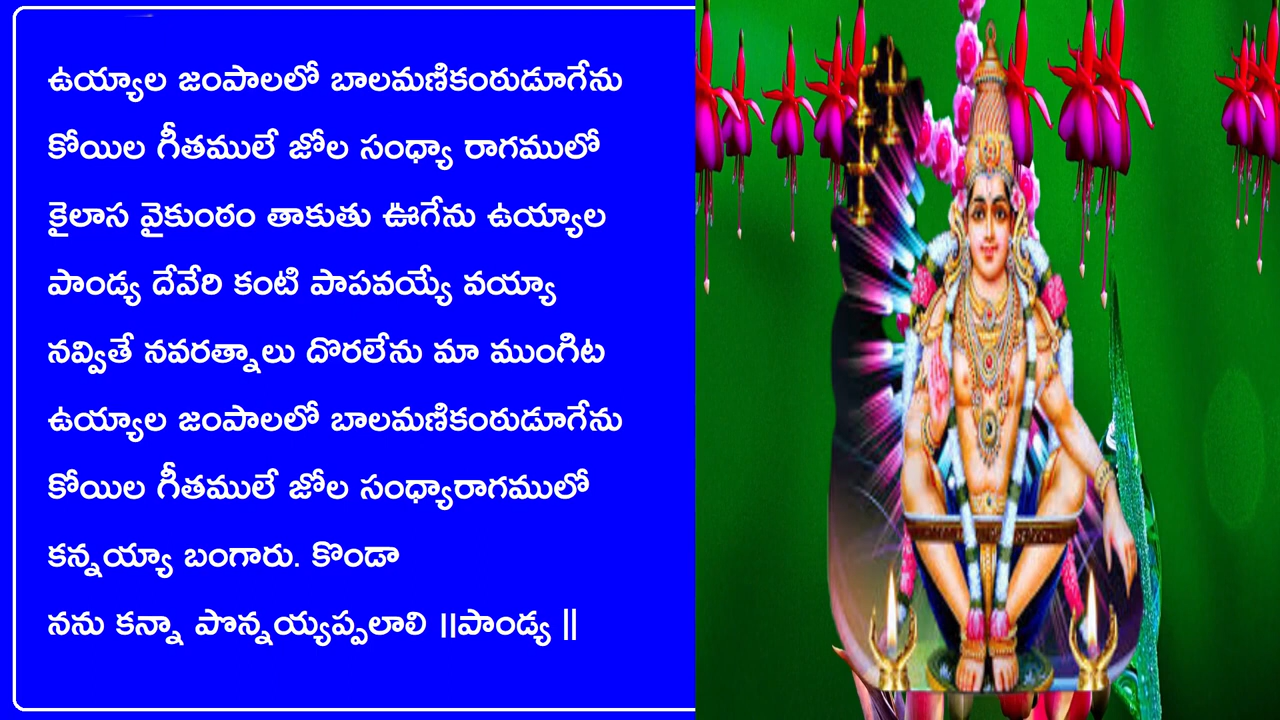 ఉయ్యాల జంపాలలో బాలమణికంఠుడూగేను
కోయిల గీతములే జోల సంధ్యా రాగములో
కైలాస వైకుంఠం తాకుతు ఊగేను ఉయ్యాల
పాండ్య దేవేరి కంటి పాపవయ్యే వయ్యా
నవ్వితే నవరత్నాలు దొరలేను మా ముంగిట
ఉయ్యాల జంపాలలో బాలమణికంఠుడూగేను
కోయిల గీతములే జోల సంధ్యారాగములో
కన్నయ్యా బంగారు. కొండా
నను కన్నా పొన్నయ్యప్పలాలి ||పాండ్య ||